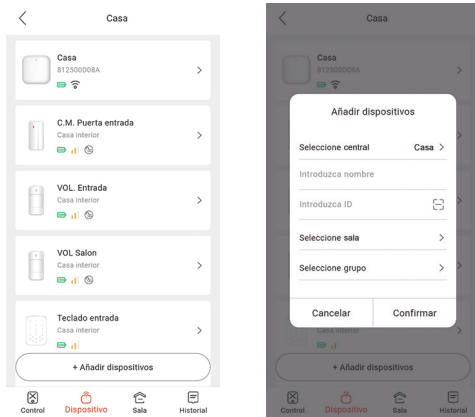 Casa
Casa
812500D08A
C.M. Puerta entrada
Casa interior
VOL. Entrada
Casa interior
VOL Salon
Casa interior
Teclado entrada
Casa interior
+ Añadir dispositivos
Control
Dispositivo
Sala
Historial
Casa
Casa
812500D08A
Añadir dispositivos
Seleccione central
Casa
Introduzca nombre
Introduzca ID
Seleccione sala
Seleccione grupo
Cancelar
Confirmar
Casa interior
+ Añadir dispositivos
Control
Dispositivo
Sala
Historial